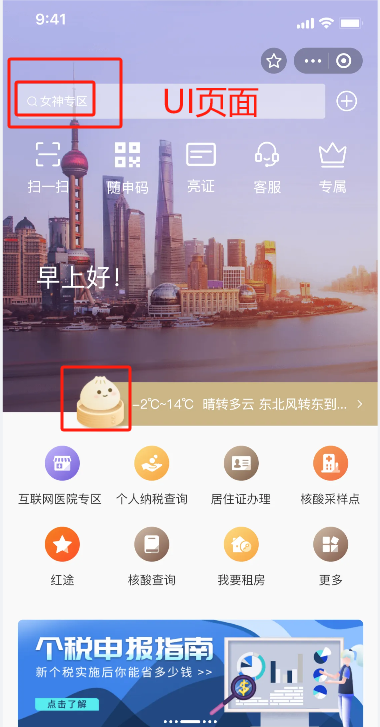 9:41
女神专区
UI页面
扫一扫
随申码
亮证
客服
专属
早上好！
-2℃~14℃ 晴转多云 东北风转东到...
互联网医院专区
个人纳税查询
居住证办理
核酸采样点
红途
核酸查询
我要租房
更多
个税申报指南
新个税实施后你能省多少钱
点击了解